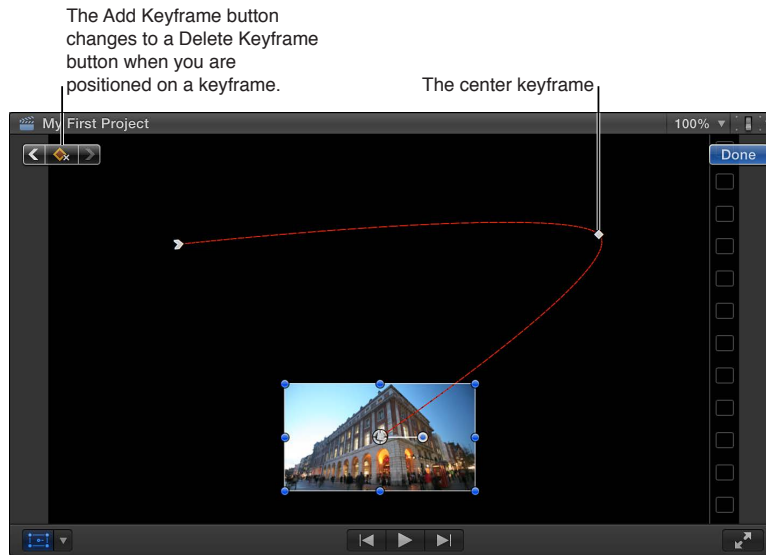 The Add Keyframe button
changes to a Delete Keyframe
button when you are
positioned on a keyframe.
The center keyframe
My First Project
100%
Done